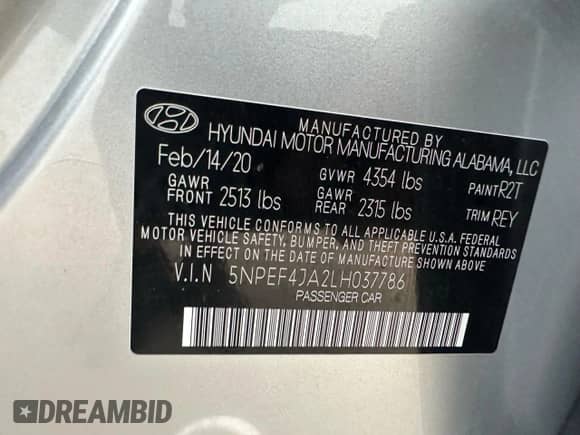 MANUFACTURED BY
HYUNDAI MOTOR MANUFACTURING ALABAMA, LLC
Feb/14/20 GVWR 4354 lbs PAINT R2T
GAWR FRONT 2513 lbs GAWR REAR 2315 lbs TRIM REY
THIS VEHICLE CONFORMS TO ALL APPLICABLE U.S.A. FEDERAL
MOTOR VEHICLE SAFETY, BUMPER, AND THEFT PREVENTION STANDARDS
IN EFFECT ON THE DATE OF MANUFACTURE SHOWN ABOVE.
V.I.N 5NPEF4JA2LH037786
PASSENGER CAR
DREAMBID